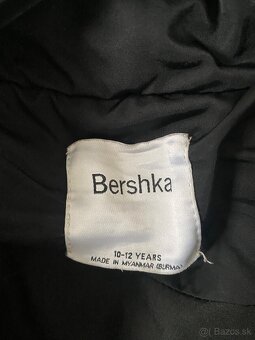 Bershka
10-12 YEARS
MADE IN MYANMAR (BURMA)
Bazos.sk